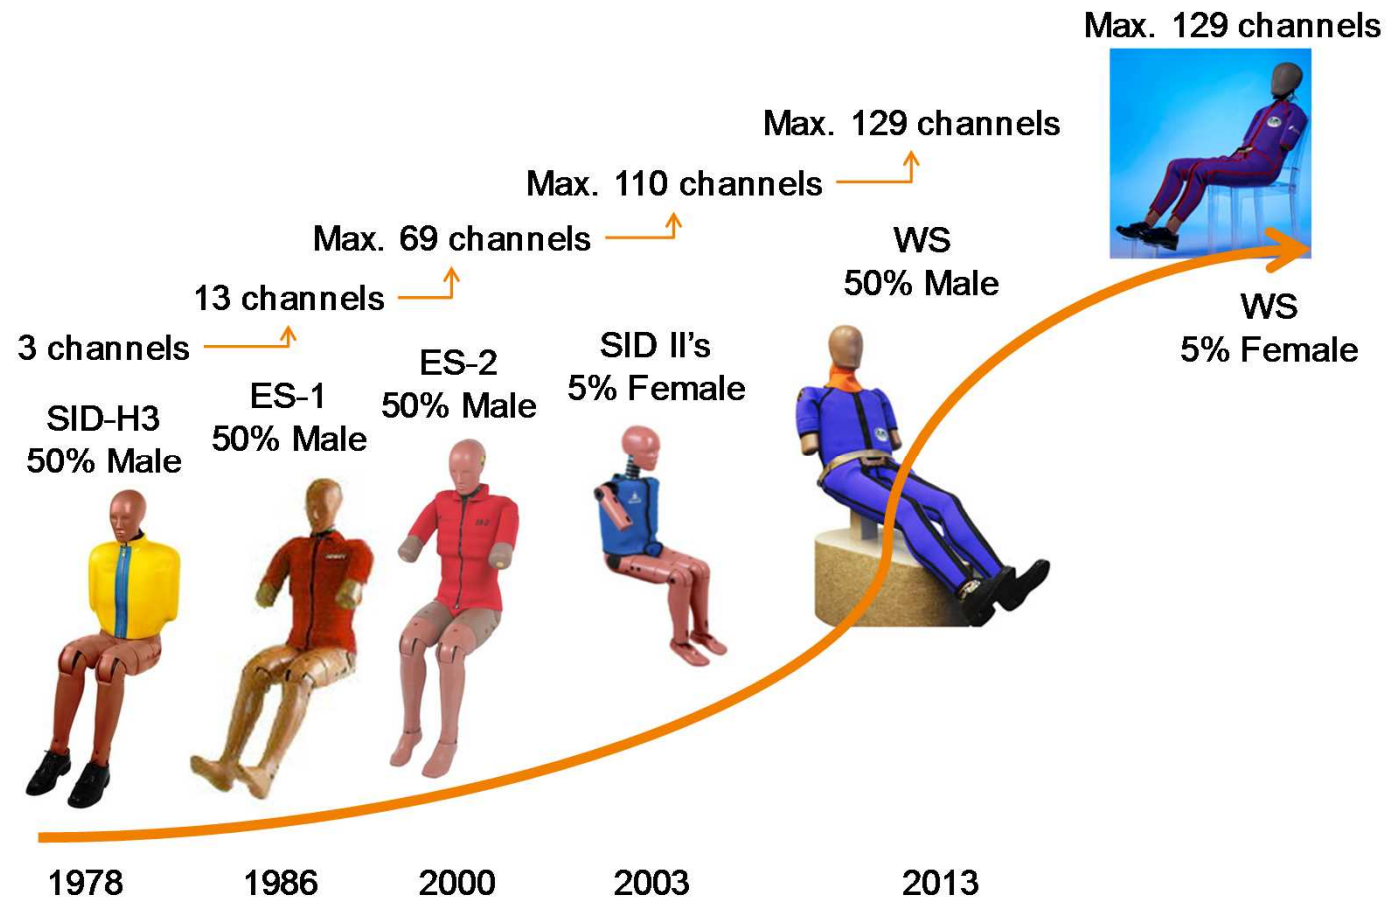 Max. 129 channels
Max. 129 channels
Max. 110 channels
Max. 69 channels
13 channels
3 channels
SID-H3
50% Male
ES-1
50% Male
ES-2
50% Male
SID II's
5% Female
WS
50% Male
WS
5% Female
1978
1986
2000
2003
2013